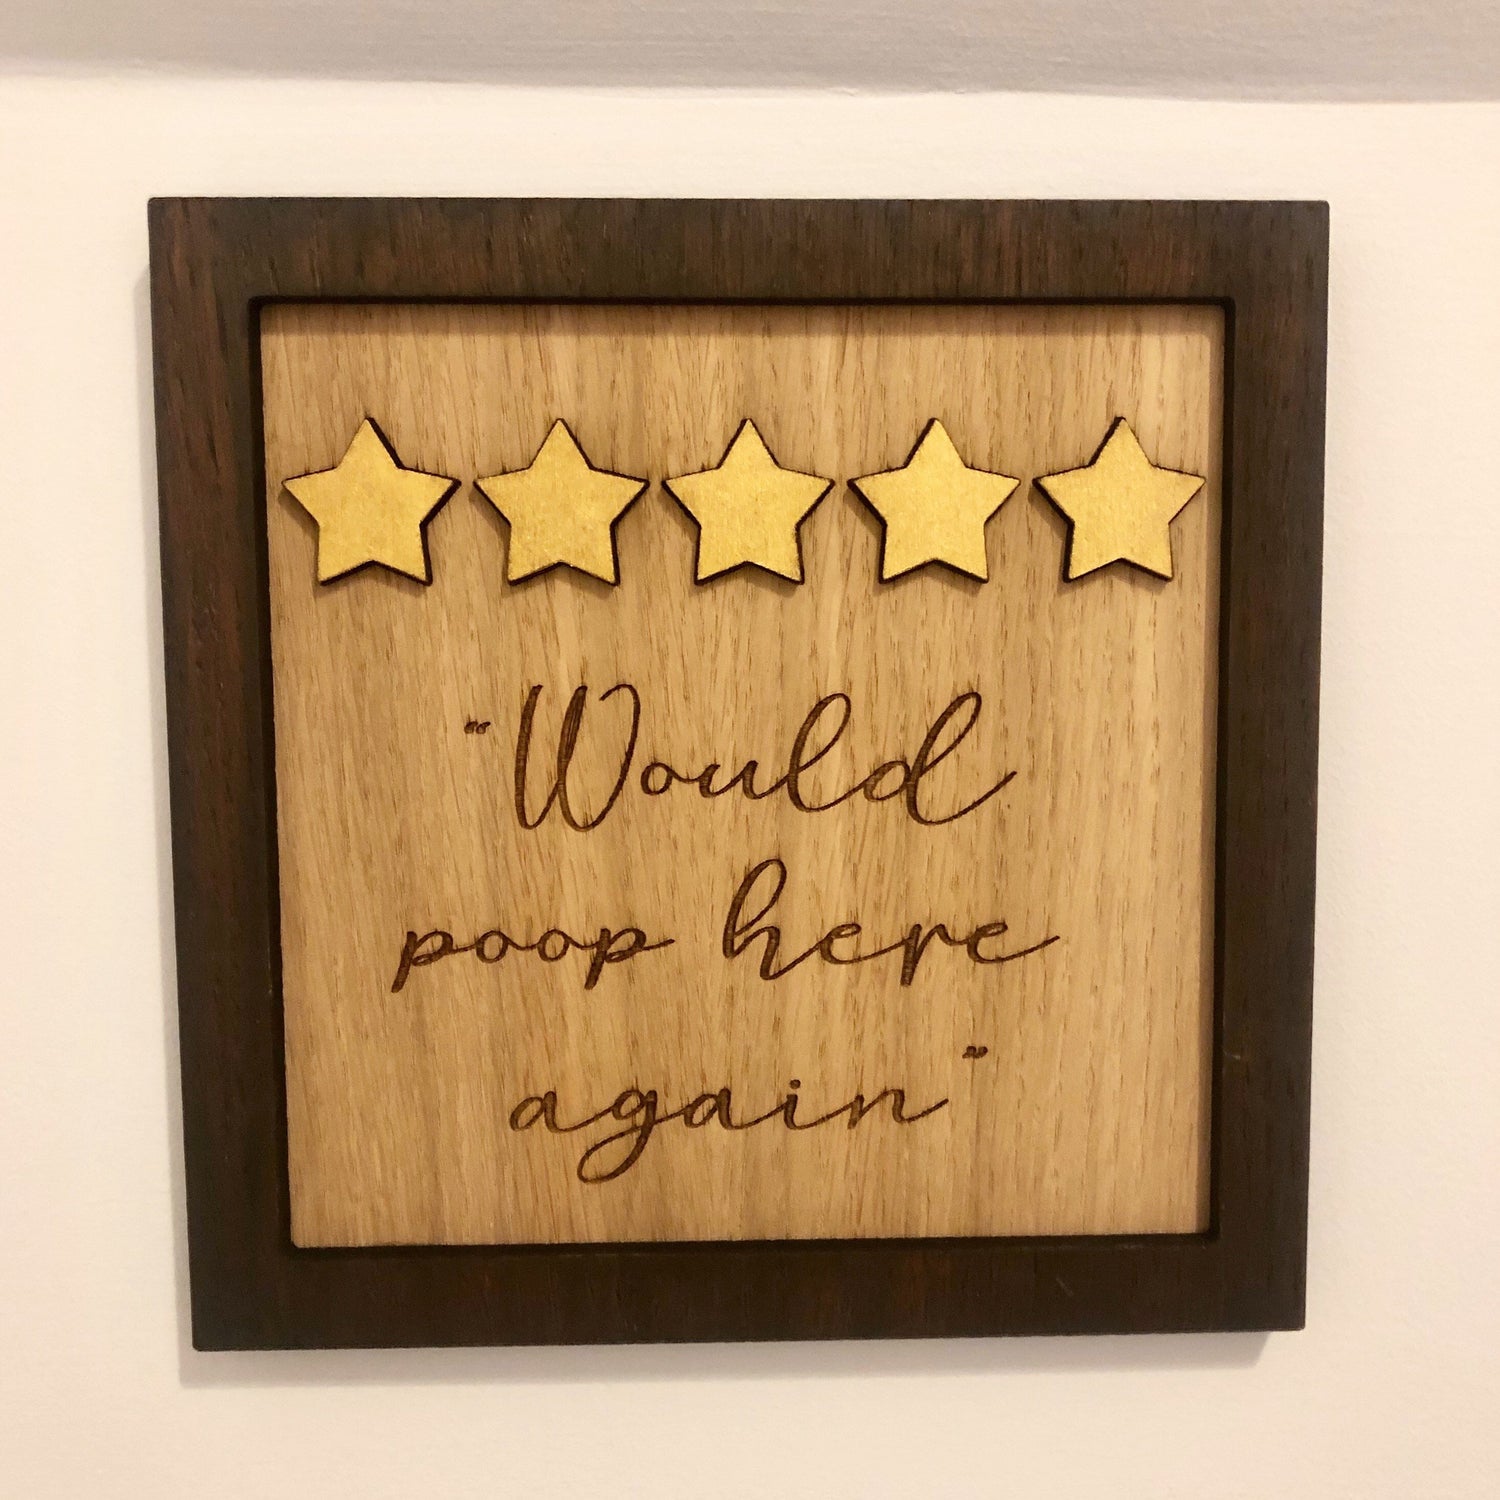 “Would
poop here
again”